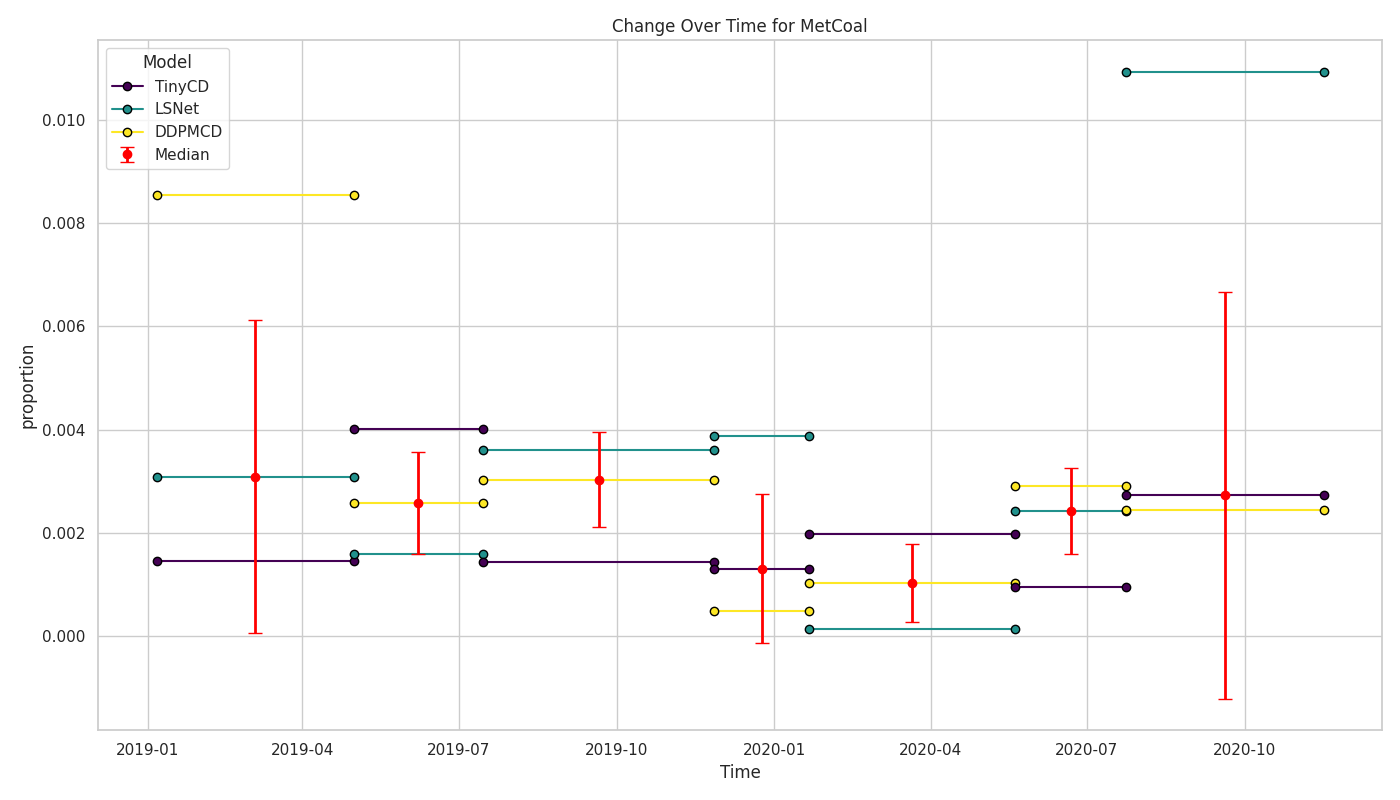 Change Over Time for MetCoal
Model
TinyCD
LSNet
DDPMCD
Median
proportion
0.010
0.008
0.006
0.004
0.002
0.000
2019-01
2019-04
2019-07
2019-10
2020-01
2020-04
2020-07
2020-10
Time